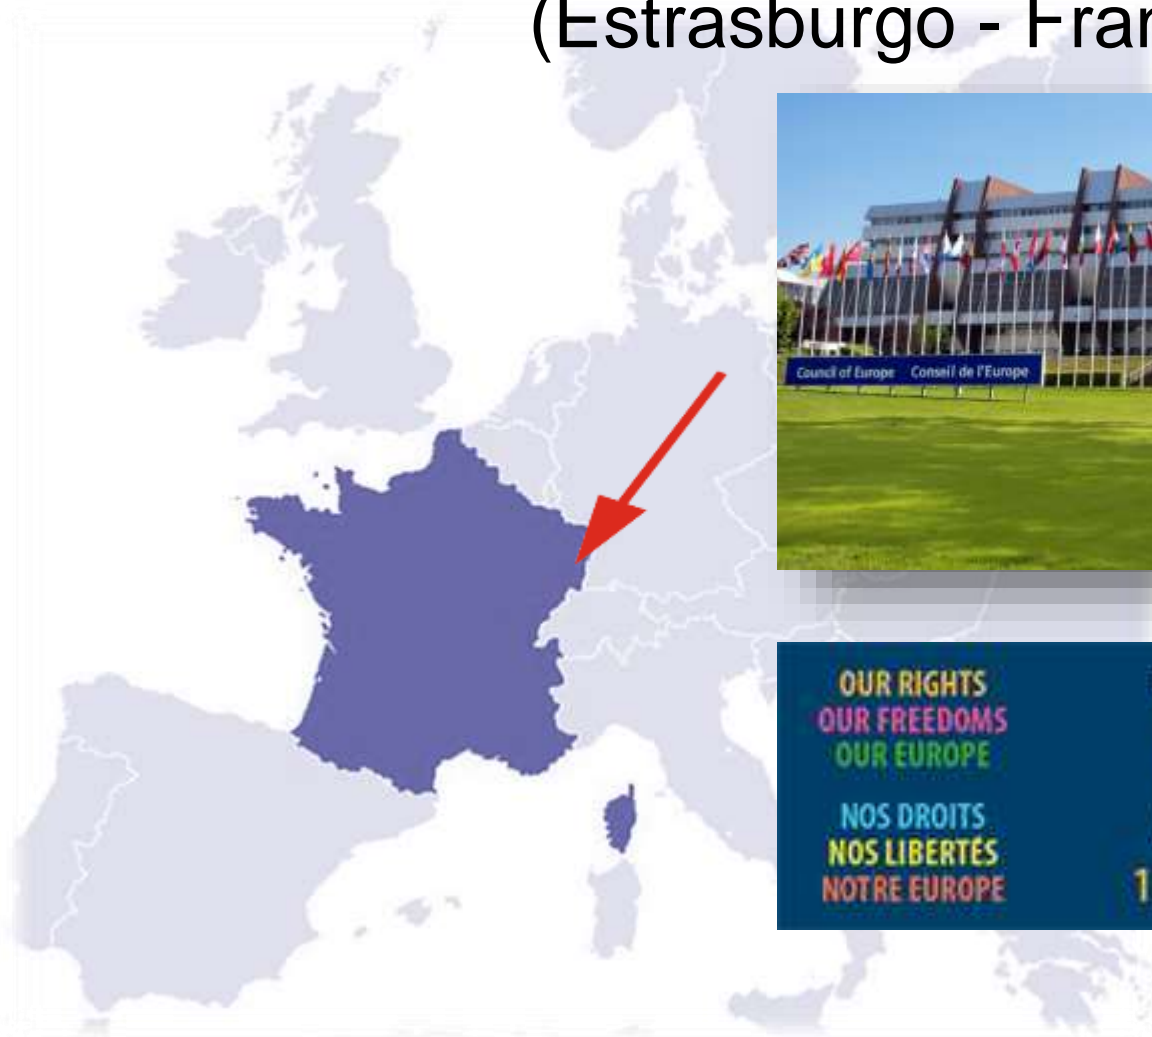 (Estrasburgo - Fran
Council of Europe Conseil de l'Europe
OUR RIGHTS
OUR FREEDOMS
OUR EUROPE
NOS DROITS
NOS LIBERTÉS
NOTRE EUROPE
1